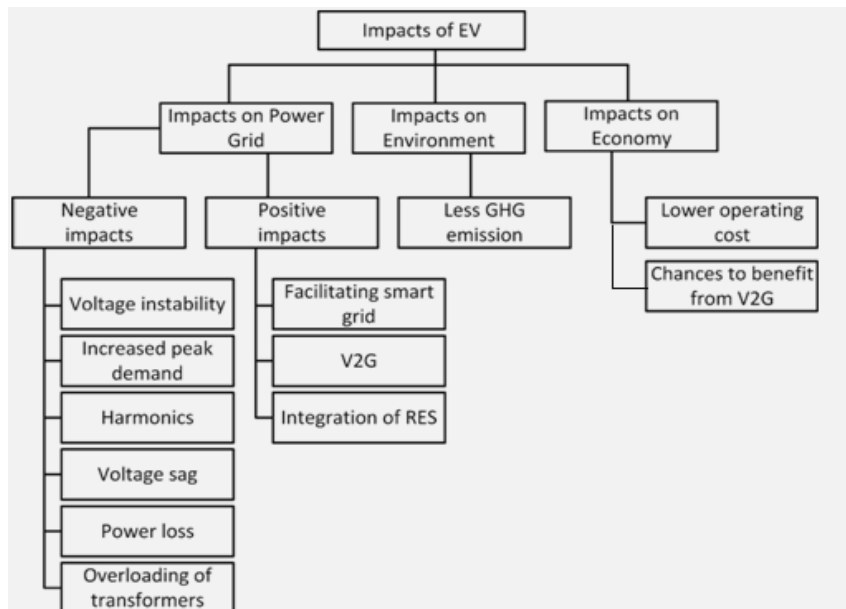 Impacts of EV
Impacts on Power
Grid
Impacts on
Environment
Impacts on
Economy
Negative
impacts
Positive
impacts
Less GHG
emission
Lower operating
cost
Chances to benefit
from V2G
Voltage instability
Increased peak
demand
Harmonics
Voltage sag
Power loss
Overloading of
transformers
Facilitating smart
grid
V2G
Integration of RES